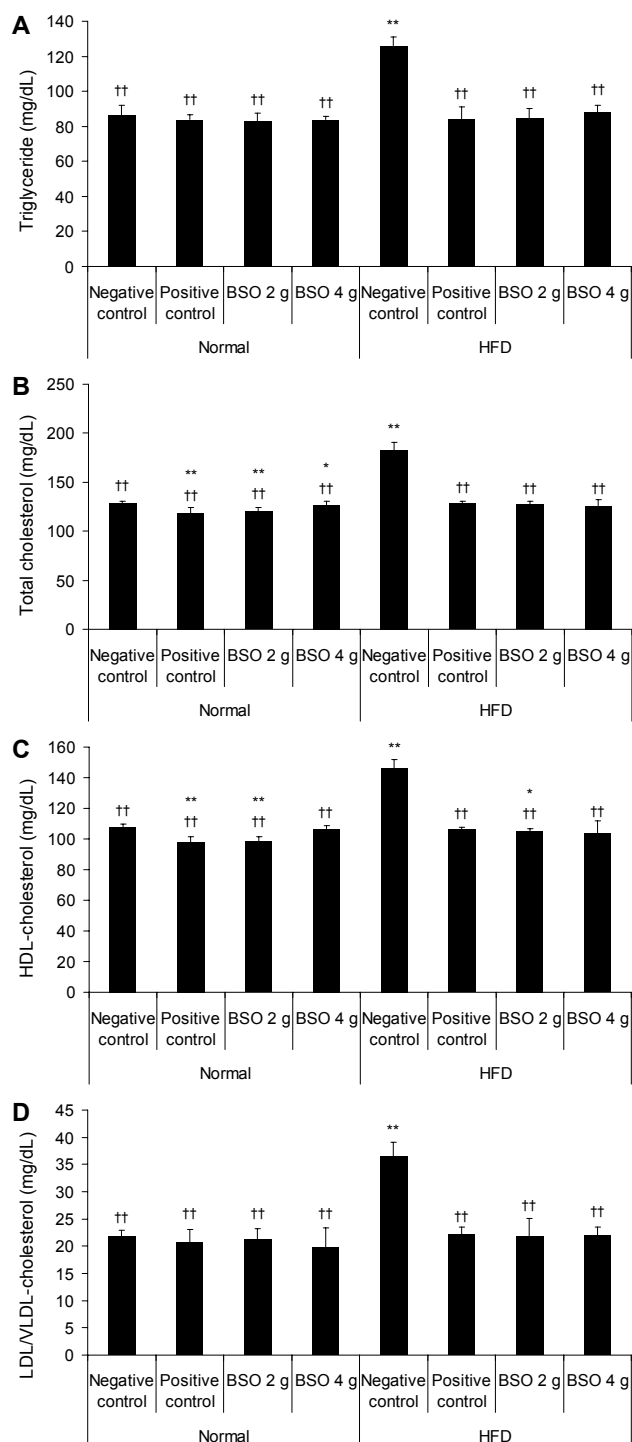 A
Triglyceride (mg/dL)
140
120
100
80
60
40
20
0
**
†† †† †† †† †† †† ††
Negative control Positive control BSO 2 g BSO 4 g Negative control Positive control BSO 2 g BSO 4 g
Normal HFD
B
Total cholesterol (mg/dL)
250
200
150
100
50
0
** ** * **
†† †† †† †† †† †† ††
Negative control Positive control BSO 2 g BSO 4 g Negative control Positive control BSO 2 g BSO 4 g
Normal HFD
C
HDL-cholesterol (mg/dL)
160
140
120
100
80
60
40
20
0
** ** ** *
†† †† †† †† †† †† ††
Negative control Positive control BSO 2 g BSO 4 g Negative control Positive control BSO 2 g BSO 4 g
Normal HFD
D
LDL/VLDL-cholesterol (mg/dL)
45
40
35
30
25
20
15
10
5
0
**
†† †† †† †† †† †† ††
Negative control Positive control BSO 2 g BSO 4 g Negative control Positive control BSO 2 g BSO 4 g
Normal HFD